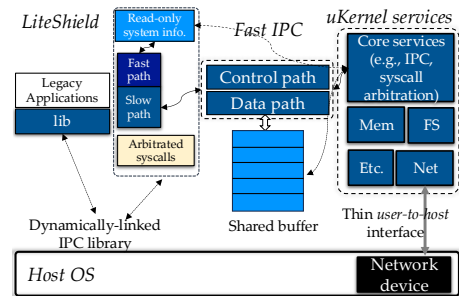 LiteShield
Read-only
system info.
Fast IPC
uKernel services
Fast
path
Slow
path
Control path
Data path
Core services
(e.g., IPC,
syscall
arbitration)
Legacy
Applications
lib
Arbitrated
syscalls
Mem
FS
Etc.
Net
Dynamically-linked
IPC library
Shared buffer
Thin user-to-host
interface
Host OS
Network
device